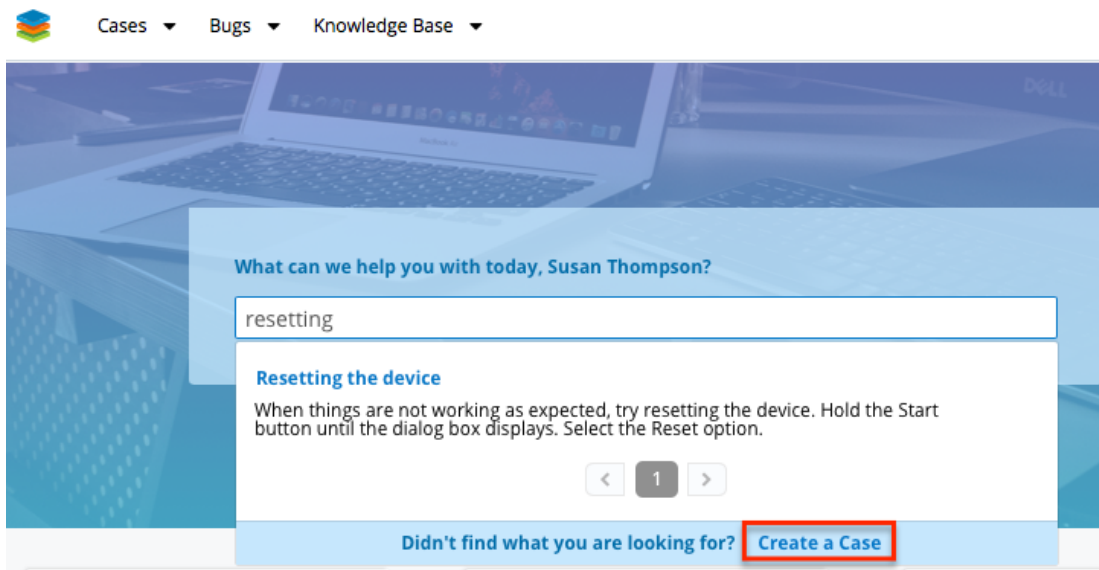 Cases Bugs Knowledge Base
DELL
What can we help you with today, Susan Thompson?
resetting
Resetting the device
When things are not working as expected, try resetting the device. Hold the Start
button until the dialog box displays. Select the Reset option.
1
Didn't find what you are looking for? Create a Case